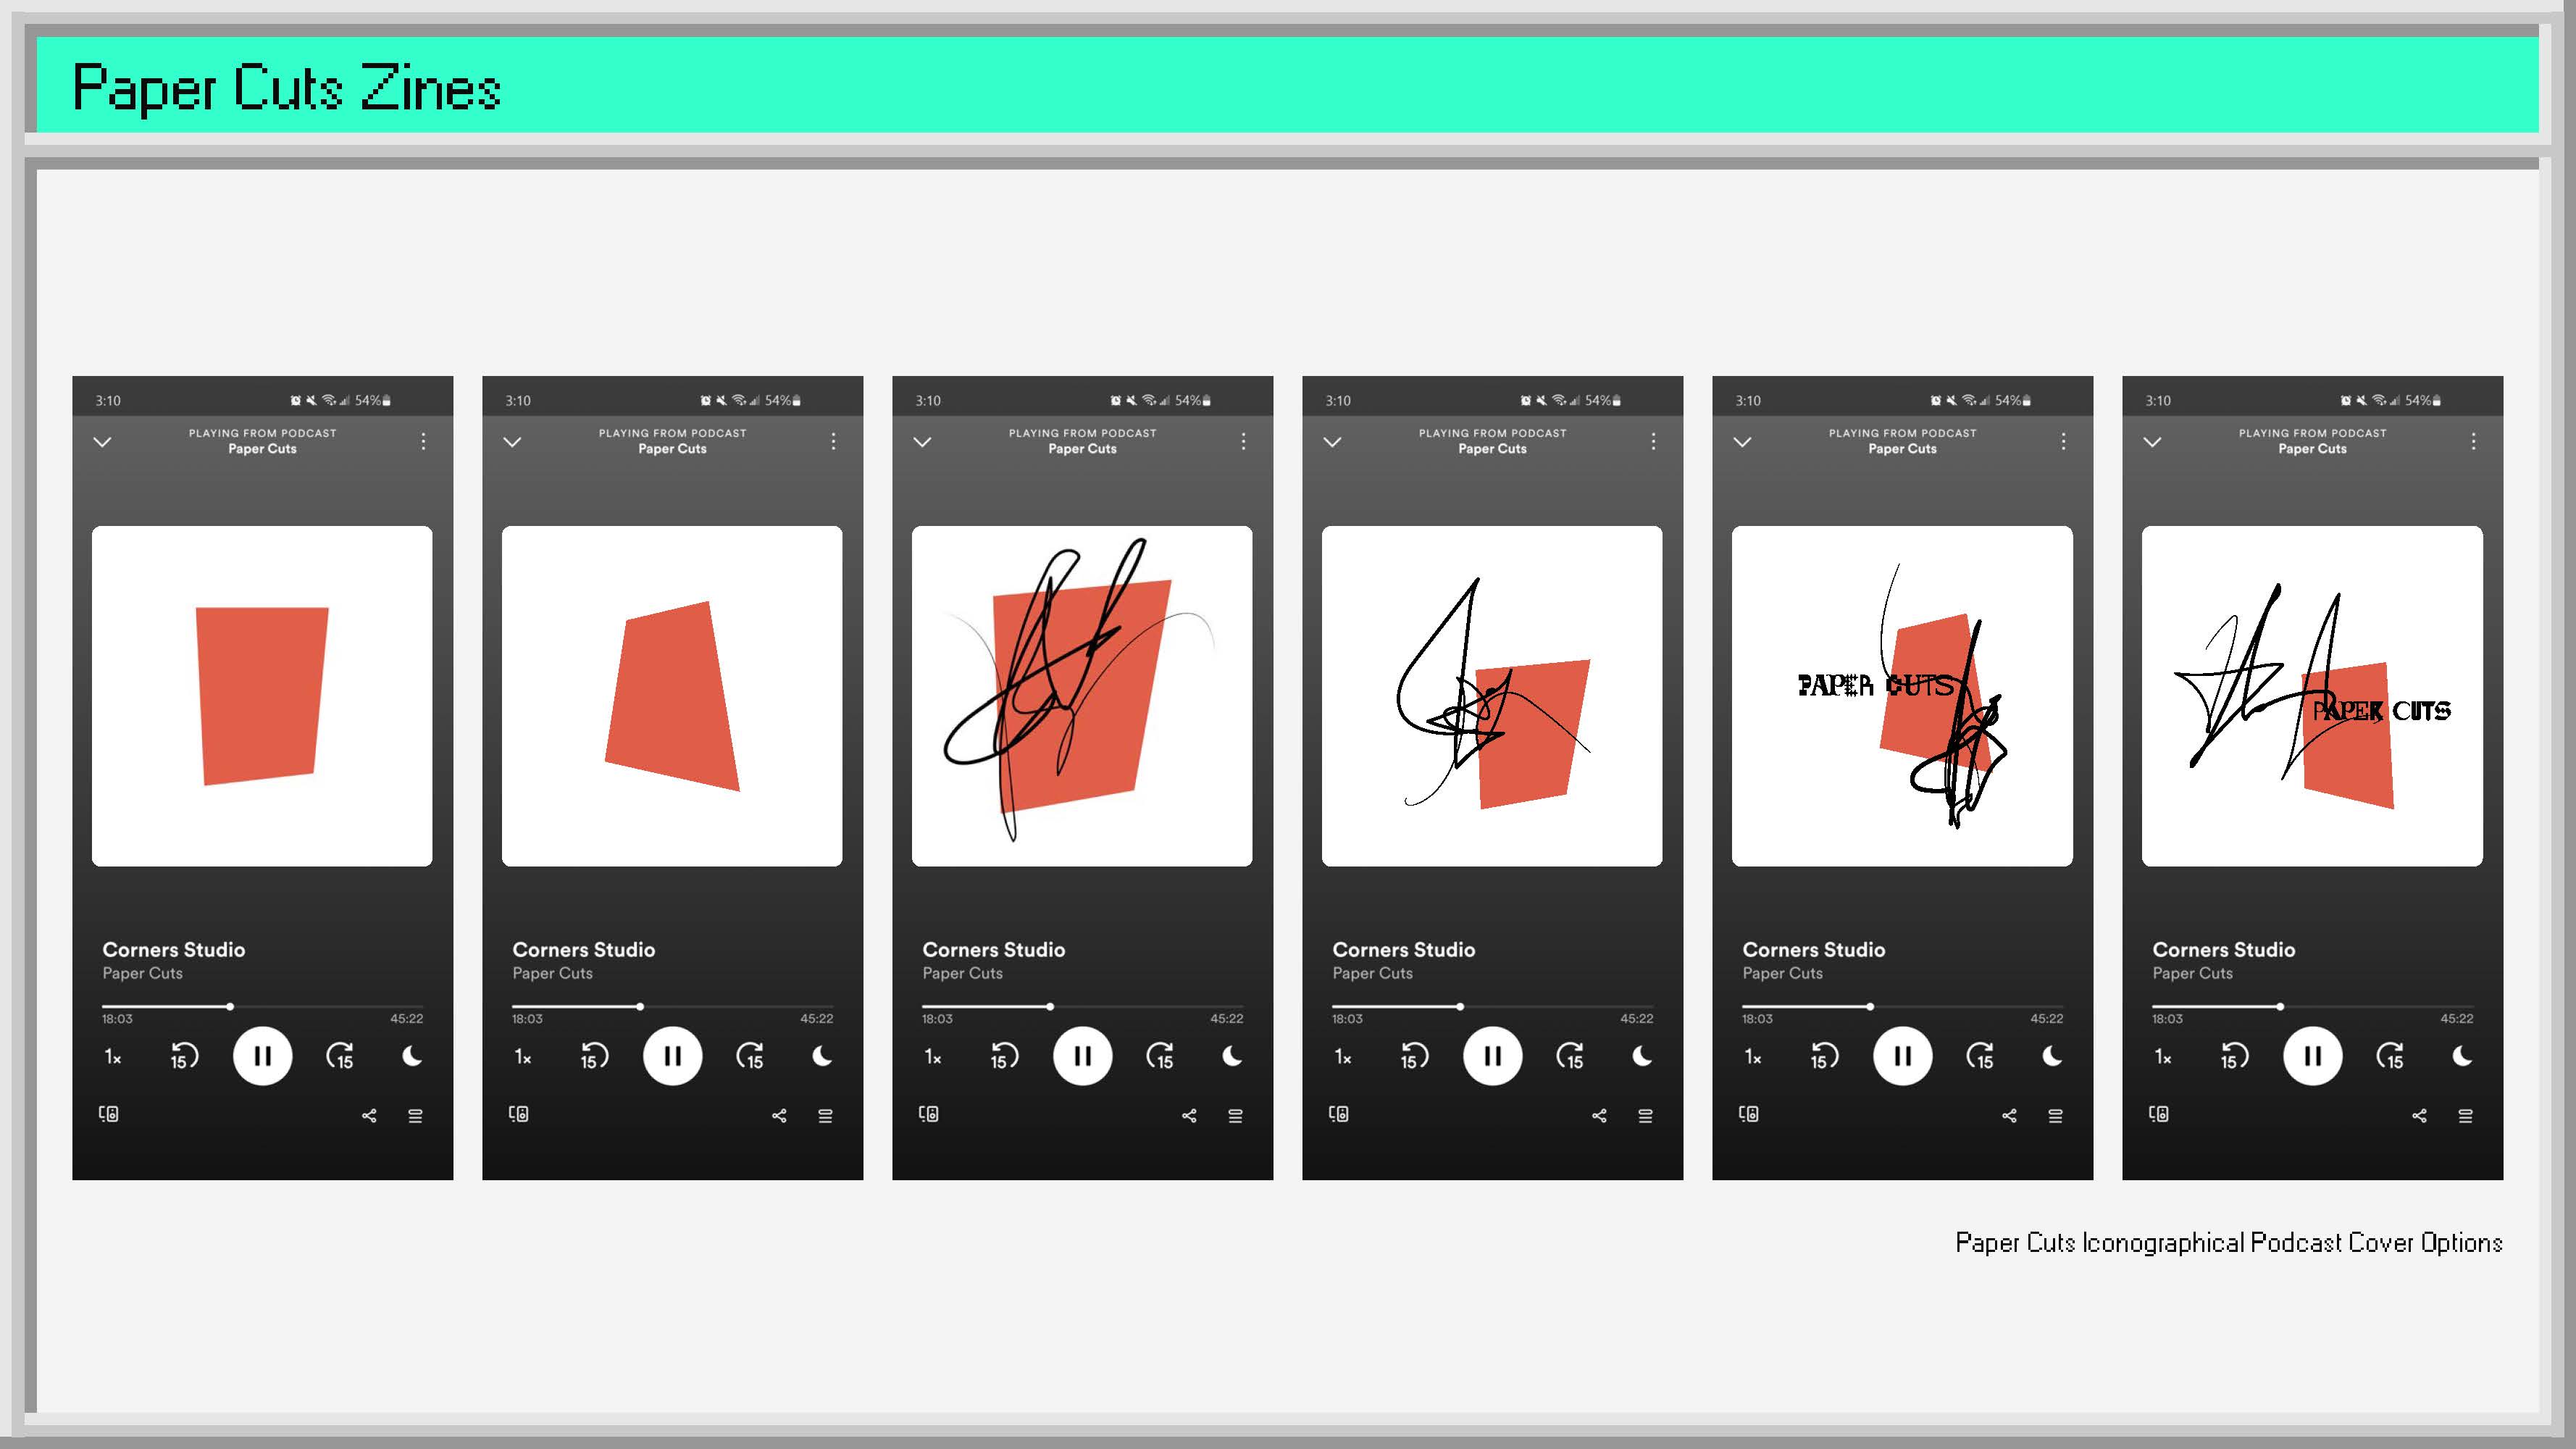 Paper Cuts Zines
3:10 54%
PLAYING FROM PODCAST
Paper Cuts
Corners Studio
Paper Cuts
18:03 45:22
1x 15 15
3:10 54%
PLAYING FROM PODCAST
Paper Cuts
Corners Studio
Paper Cuts
18:03 45:22
1x 15 15
3:10 54%
PLAYING FROM PODCAST
Paper Cuts
Corners Studio
Paper Cuts
18:03 45:22
1x 15 15
3:10 54%
PLAYING FROM PODCAST
Paper Cuts
Corners Studio
Paper Cuts
18:03 45:22
1x 15 15
3:10 54%
PLAYING FROM PODCAST
Paper Cuts
PAPER CUTS
Corners Studio
Paper Cuts
18:03 45:22
1x 15 15
3:10 54%
PLAYING FROM PODCAST
Paper Cuts
PAPER CUTS
Corners Studio
Paper Cuts
18:03 45:22
1x 15 15
Paper Cuts Iconographical Podcast Cover Options